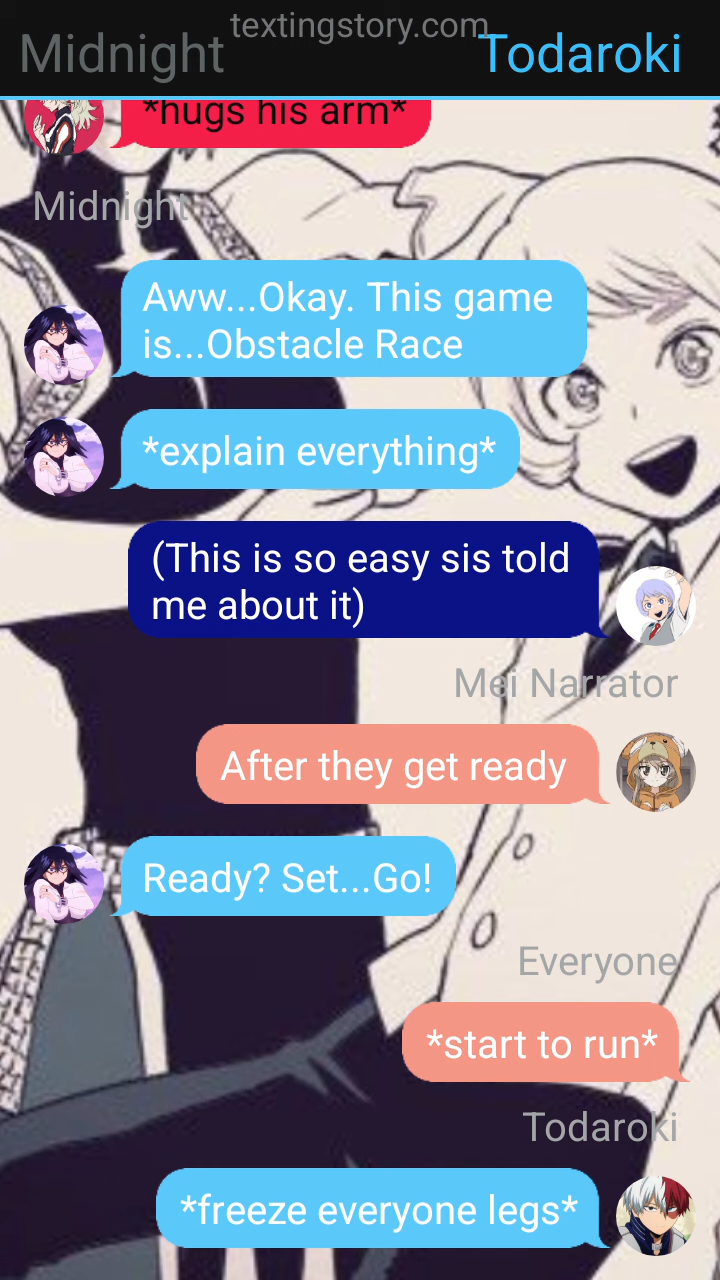 textingstory.com
Midnight
Todaroki
*hugs his arm*
Midnight
Aww...Okay. This game
is...Obstacle Race
*explain everything*
(This is so easy sis told
me about it)
Mei Narrator
After they get ready
Ready? Set...Go!
Everyone
*start to run*
Todaroki
*freeze everyone legs*